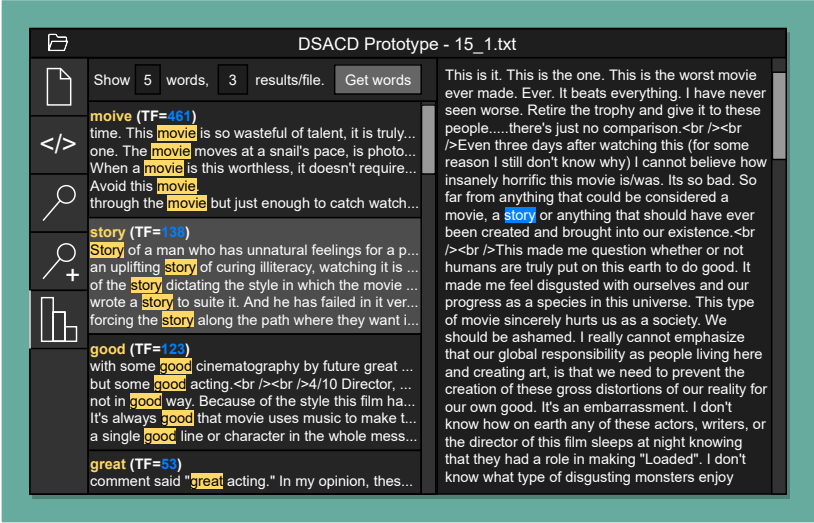 DSACD Prototype - 15_1.txt
</>
Show 5 words, 3 results/file. Get words
moive (TF=461)
time. This movie is so wasteful of talent, it is truly...
one. The movie moves at a snail's pace, is photo...
When a movie is this worthless, it doesn't require...
Avoid this movie.
through the movie but just enough to catch watch...
story (TF=138)
Story of a man who has unnatural feelings for a p...
an uplifting story of curing illiteracy, watching it is ...
of the story dictating the style in which the movie ...
wrote a story to suite it. And he has failed in it ver...
forcing the story along the path where they want i...
good (TF=123)
with some good cinematography by future great ...
but some good acting.<br /><br />4/10 Director, ...
not in good way. Because of the style this film ha...
It's always good that movie uses music to make t...
a single good line or character in the whole mess...
great (TF=53)
comment said "great acting." In my opinion, thes...
This is it. This is the one. This is the worst movie
ever made. Ever. It beats everything. I have never
seen worse. Retire the trophy and give it to these
people.....there's just no comparison.<br /><br
/>Even three days after watching this (for some
reason I still don't know why) I cannot believe how
insanely horrific this movie is/was. Its so bad. So
far from anything that could be considered a
movie, a story or anything that should have ever
been created and brought into our existence.<br
/><br />This made me question whether or not
humans are truly put on this earth to do good. It
made me feel disgusted with ourselves and our
progress as a species in this universe. This type
of movie sincerely hurts us as a society. We
should be ashamed. I really cannot emphasize
that our global responsibility as people living here
and creating art, is that we need to prevent the
creation of these gross distortions of our reality for
our own good. It's an embarrassment. I don't
know how on earth any of these actors, writers, or
the director of this film sleeps at night knowing
that they had a role in making "Loaded". I don't
know what type of disgusting monsters enjoy